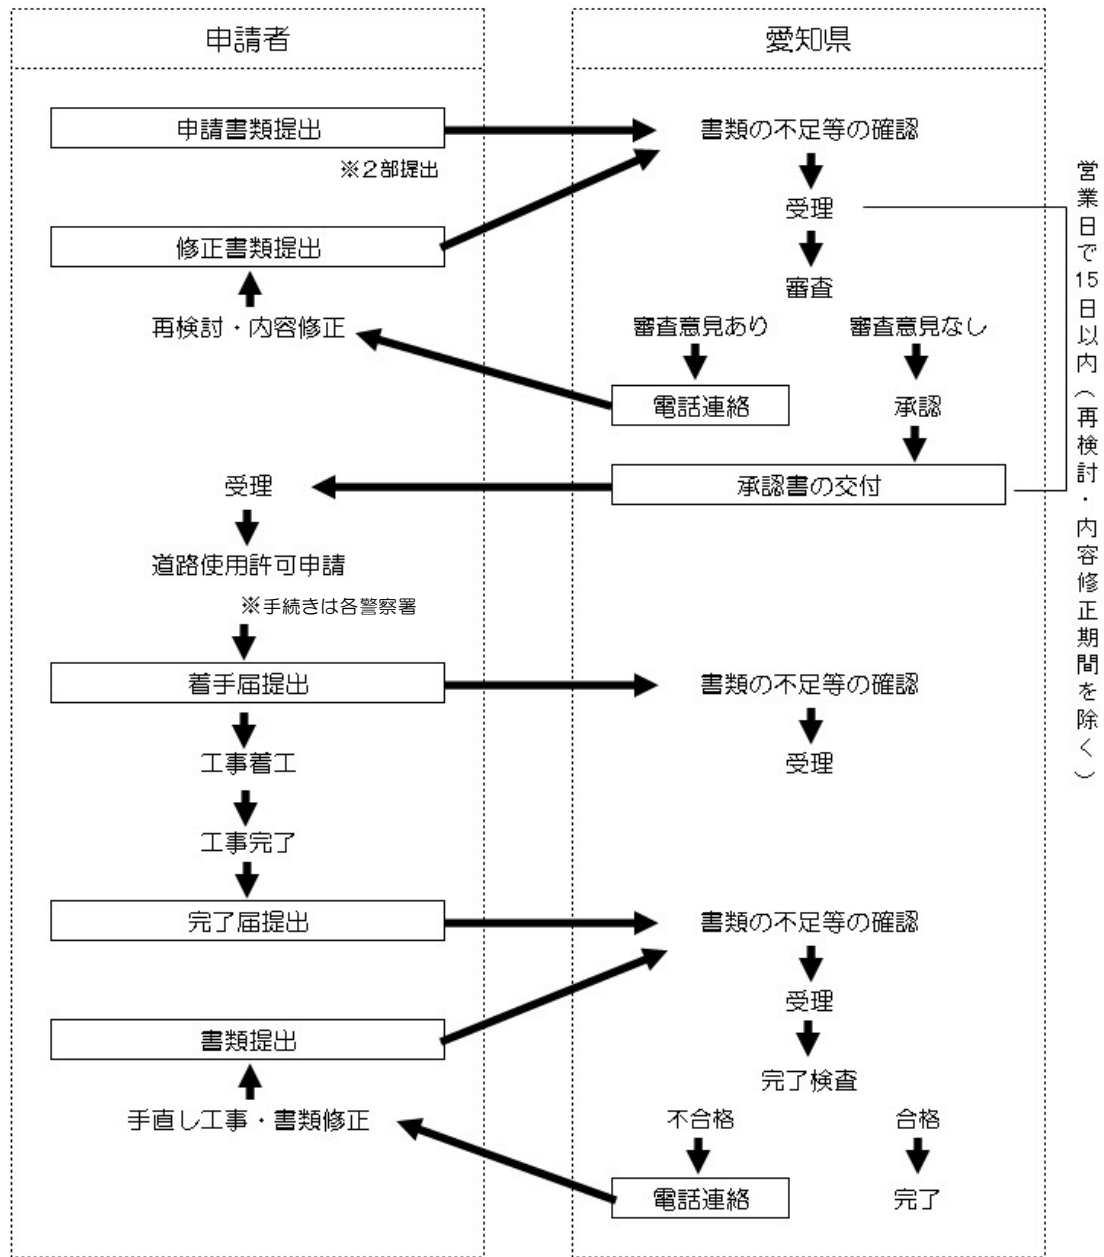 申請者
愛知県
申請書類提出
書類の不足等の確認
※２部提出
受理
修正書類提出
審査
再検討・内容修正
審査意見あり
審査意見なし
電話連絡
承認
受理
承認書の交付
道路使用許可申請
※手続きは各警察署
着手届提出
書類の不足等の確認
工事着工
受理
工事完了
完了届提出
書類の不足等の確認
受理
書類提出
完了検査
手直し工事・書類修正
不合格
合格
電話連絡
完了
営業日で15日以内（再検討・内容修正期間を除く）